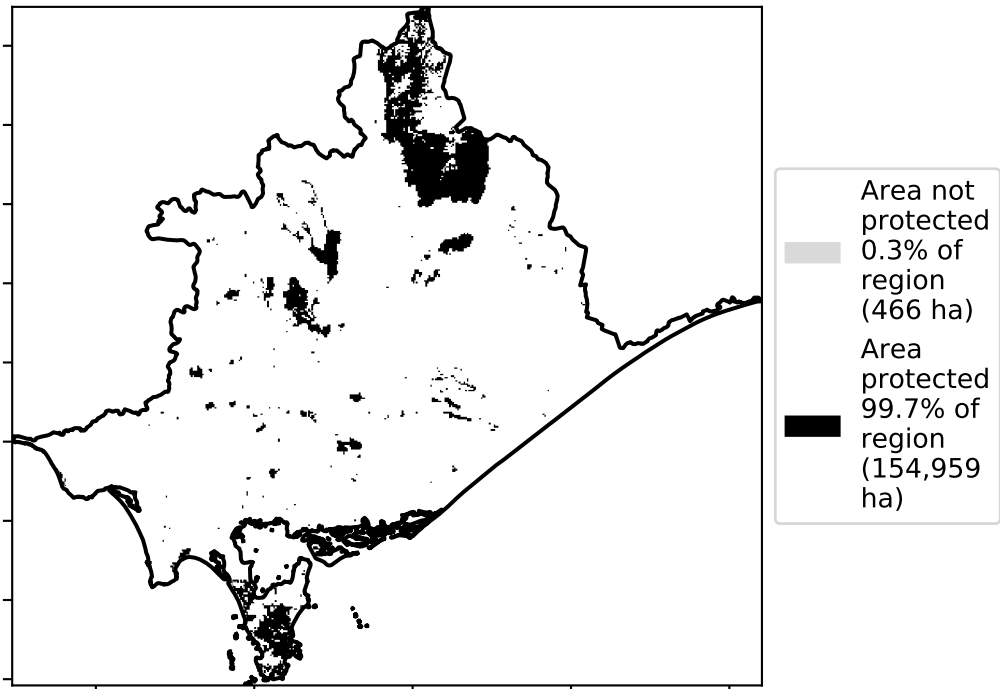 Area not
protected
0.3% of
region
(466 ha)
Area
protected
99.7% of
region
(154,959
ha)